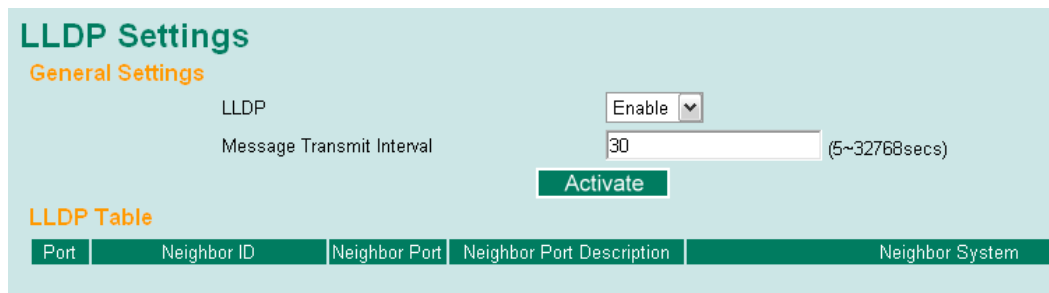 LLDP Settings
General Settings
LLDP Enable
Message Transmit Interval 30 (5~32768secs)
Activate
LLDP Table
Port Neighbor ID Neighbor Port Neighbor Port Description Neighbor System